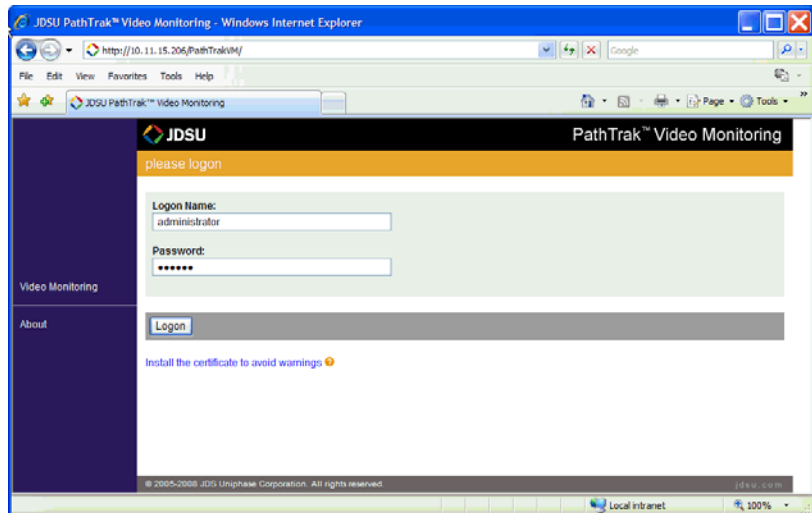 JDSU PathTrak™ Video Monitoring - Windows Internet Explorer
http://10.11.15.206/PathTrakVM/
Google
File Edit View Favorites Tools Help
JDSU PathTrak™ Video Monitoring
Page Tools
JDSU
PathTrak™ Video Monitoring
please logon
Logon Name:
administrator
Password:
••••••
Video Monitoring
About
Logon
Install the certificate to avoid warnings ?
© 2005-2008 JDS Uniphase Corporation. All rights reserved.
jdsu.com
Local intranet
100%